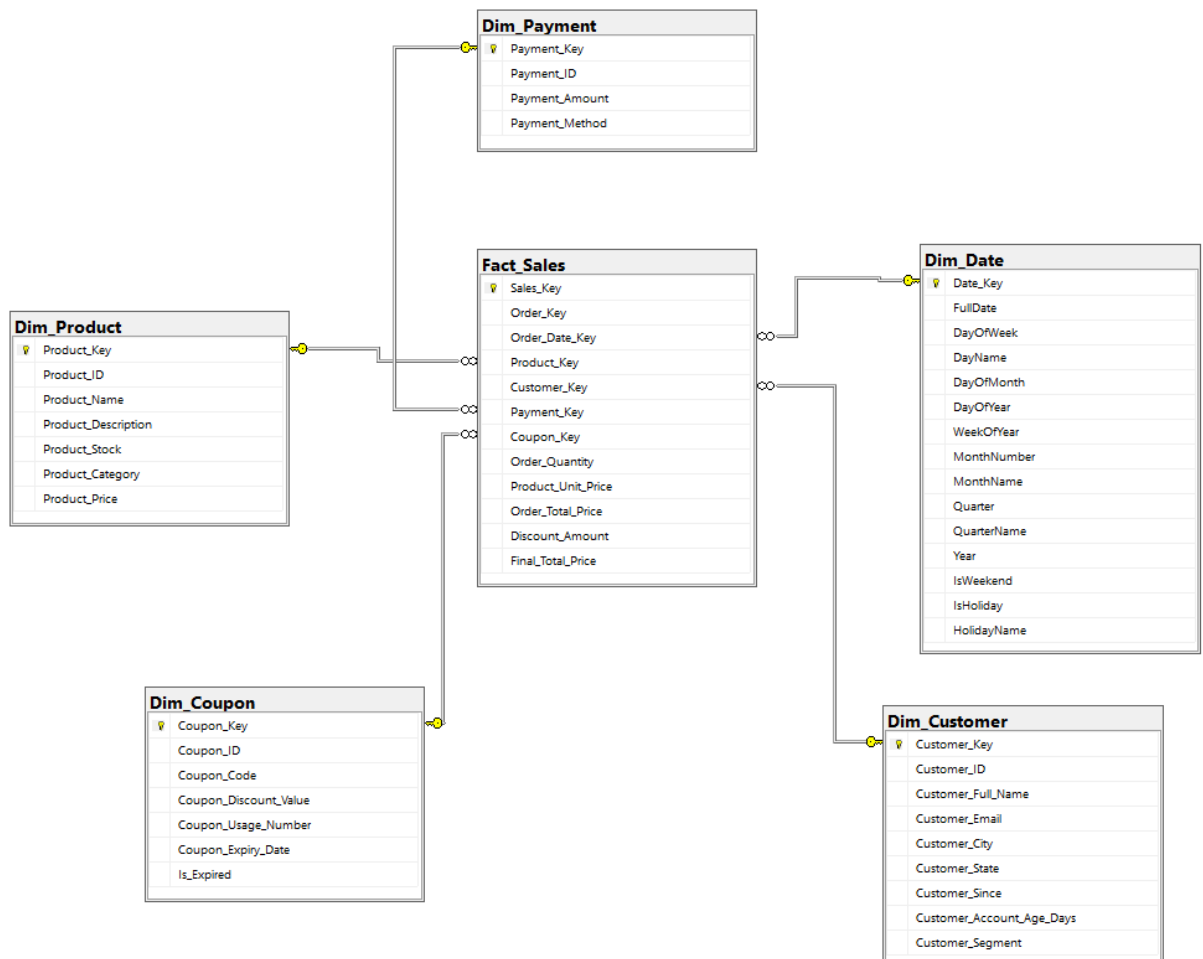 Dim_Payment
Payment_Key
Payment_ID
Payment_Amount
Payment_Method
Fact_Sales
Sales_Key
Order_Key
Order_Date_Key
Product_Key
Customer_Key
Payment_Key
Coupon_Key
Order_Quantity
Product_Unit_Price
Order_Total_Price
Discount_Amount
Final_Total_Price
Dim_Date
Date_Key
FullDate
DayOfWeek
DayName
DayOfMonth
DayOfYear
WeekOfYear
MonthNumber
MonthName
Quarter
QuarterName
Year
IsWeekend
IsHoliday
HolidayName
Dim_Product
Product_Key
Product_ID
Product_Name
Product_Description
Product_Stock
Product_Category
Product_Price
Dim_Coupon
Coupon_Key
Coupon_ID
Coupon_Code
Coupon_Discount_Value
Coupon_Usage_Number
Coupon_Expiry_Date
Is_Expired
Dim_Customer
Customer_Key
Customer_ID
Customer_Full_Name
Customer_Email
Customer_City
Customer_State
Customer_Since
Customer_Account_Age_Days
Customer_Segment